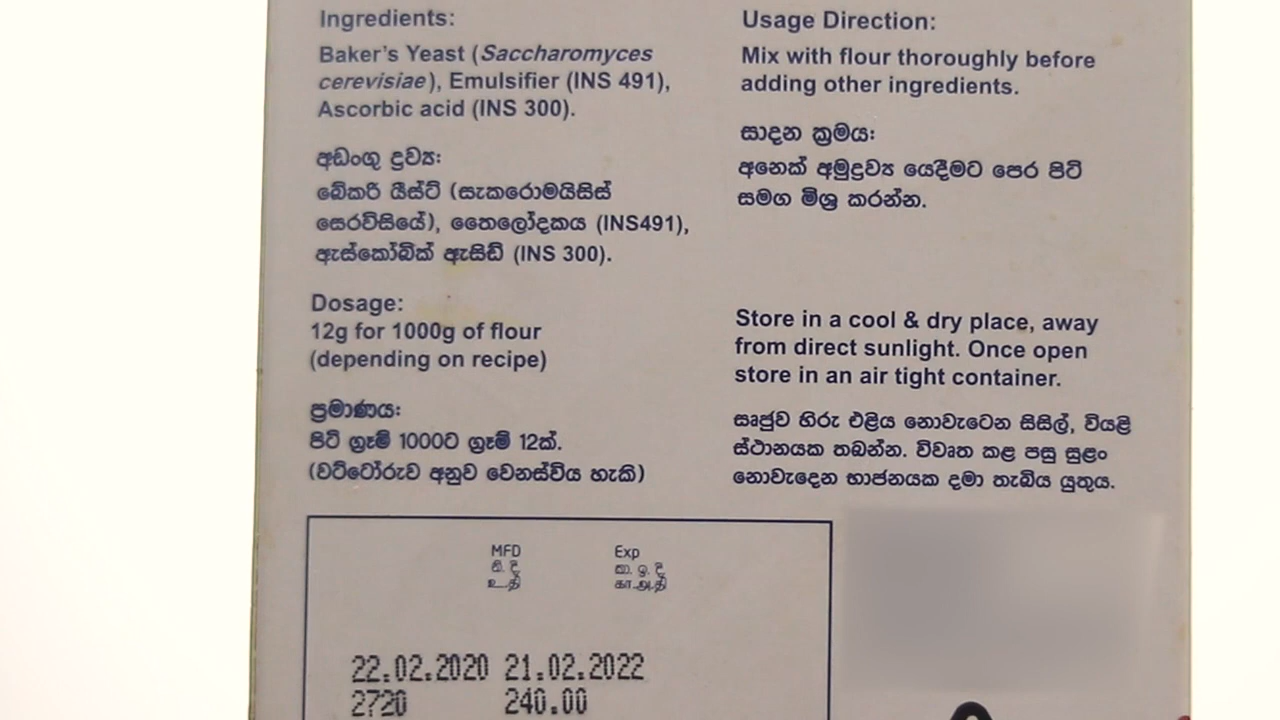 Ingredients:
Baker's Yeast (Saccharomyces
cerevisiae), Emulsifier (INS 491),
Ascorbic acid (INS 300).
අඩංගු ද්‍රව්‍ය:
බේකරි යීස්ට් (සැකරොමයිසිස්
සෙරවිසියේ), තෛලෝදකය (INS491),
ඇස්කෝබික් ඇසිඩ් (INS 300).
Dosage:
12g for 1000g of flour
(depending on recipe)
ප්‍රමාණය:
පිටි ග්‍රෑම් 1000ට ග්‍රෑම් 12ක්.
(වට්ටෝරුව අනුව වෙනස්විය හැකි)
Usage Direction:
Mix with flour thoroughly before
adding other ingredients.
සාදන ක්‍රමය:
අනෙක් අමුද්‍රව්‍ය යෙදීමට පෙර පිටි
සමග මිශ්‍ර කරන්න.
Store in a cool & dry place, away
from direct sunlight. Once open
store in an air tight container.
සෘජුව හිරු එළිය නොවැටෙන සිසිල්, වියළි
ස්ථානයක තබන්න. විවෘත කළ පසු සුළං
නොවැදෙන භාජනයක දමා තැබිය යුතුය.
MFD Exp
නි. දි කා. ඉ. දි
உ.தி கா.அ.தி
22.02.2020 21.02.2022
2720 240.00